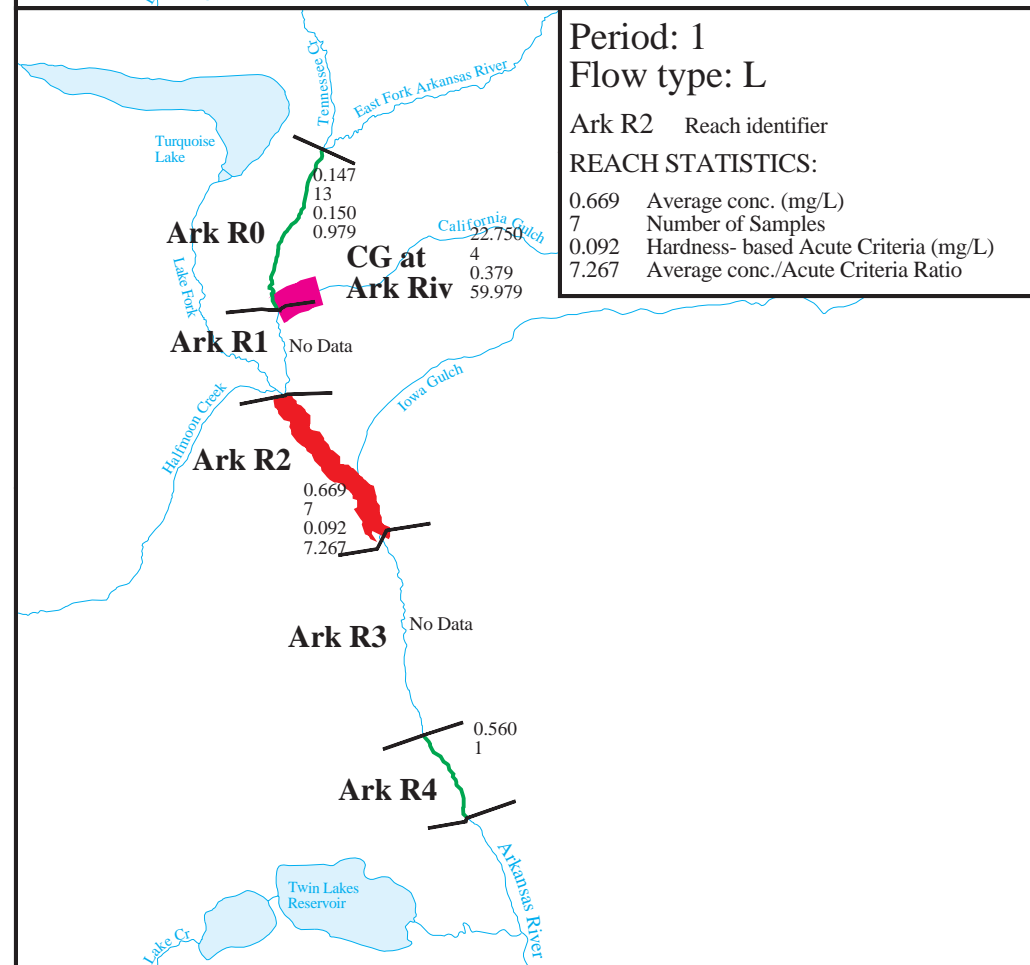 Period: 1
Flow type: L
Ark R2 Reach identifier
REACH STATISTICS:
0.669 Average conc. (mg/L)
7 Number of Samples
0.092 Hardness- based Acute Criteria (mg/L)
7.267 Average conc./Acute Criteria Ratio
Tennessee Cr
East Fork Arkansas River
Turquoise
Lake
0.147
13
0.150
0.979
Ark R0
California Gulch
22.750
4
0.379
59.979
CG at
Ark Riv
Lake Fork
Ark R1
No Data
Iowa Gulch
Halfmoon Creek
Ark R2
0.669
7
0.092
7.267
Ark R3
No Data
0.560
1
Ark R4
Arkansas River
Twin Lakes
Reservoir
Lake Cr